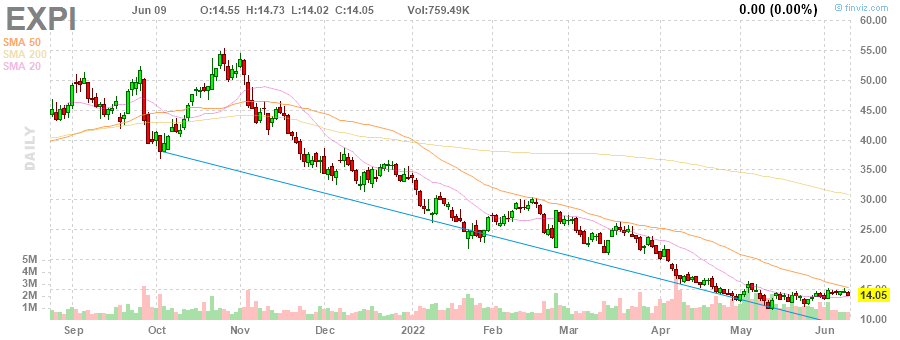 EXPI Jun 09 O:14.55 H:14.73 L:14.02 C:14.05 Vol:759.49K 0.00 (0.00%) © finviz.com
SMA 50
SMA 200
SMA 20
DAILY
60.00
55.00
50.00
45.00
40.00
35.00
30.00
25.00
20.00
15.00
14.05
10.00
5M
4M
3M
2M
1M
Sep Oct Nov Dec 2022 Feb Mar Apr May Jun